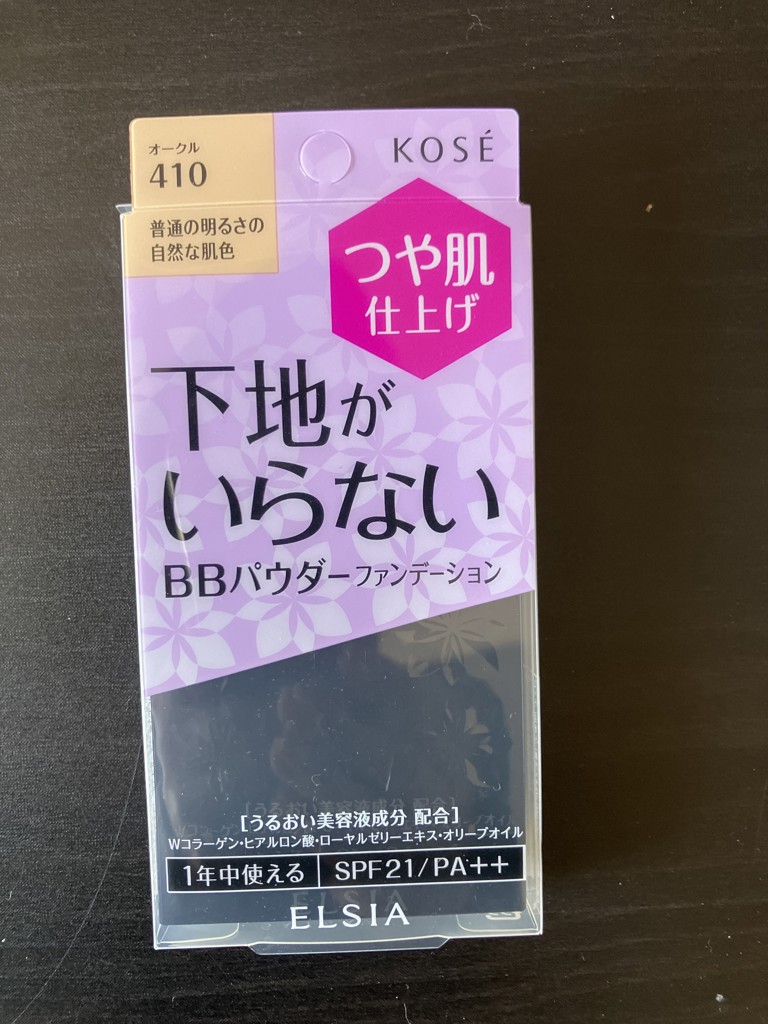 オークル
410
KOSÉ
普通の明るさの
自然な肌色
つや肌
仕上げ
下地が
いらない
BBパウダーファンデーション
[うるおい美容液成分 配合]
Wコラーゲン・ヒアルロン酸・ローヤルゼリーエキス・オリーブオイル
1年中使える SPF21/PA++
ELSIA